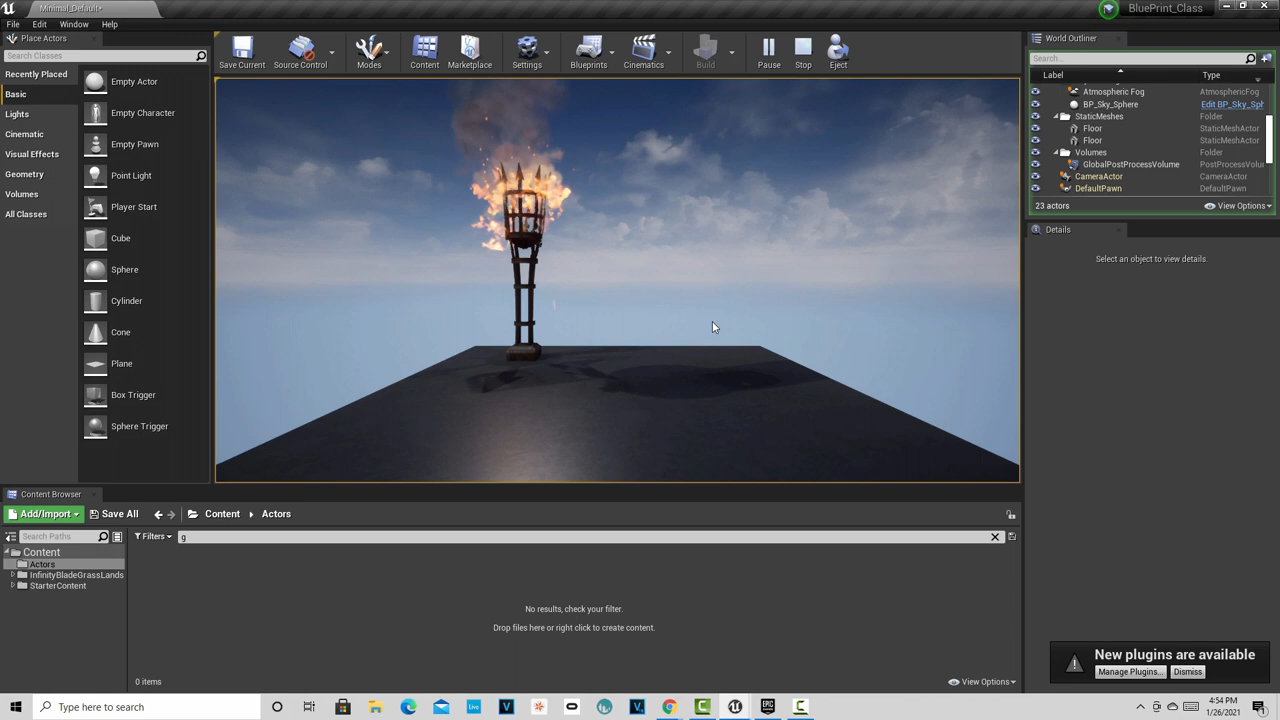 Minimal_Default*
BluePrint_Class
File Edit Window Help
Place Actors
Search Classes
Recently Placed
Basic
Lights
Cinematic
Visual Effects
Geometry
Volumes
All Classes
Empty Actor
Empty Character
Empty Pawn
Point Light
Player Start
Cube
Sphere
Cylinder
Cone
Plane
Box Trigger
Sphere Trigger
Save Current Source Control Modes Content Marketplace Settings Blueprints Cinematics Build Pause Stop Eject
World Outliner
Search...
Label Type
Atmospheric Fog AtmosphericFog
BP_Sky_Sphere Edit BP_Sky_Sph
StaticMeshes Folder
Floor StaticMeshActor
Floor StaticMeshActor
Volumes Folder
GlobalPostProcessVolume PostProcessVolu
CameraActor CameraActor
DefaultPawn DefaultPawn
23 actors View Options
Details
Select an object to view details.
Content Browser
Add/Import Save All Content Actors
Search Paths Filters g
Content
Actors
InfinityBladeGrassLands
StarterContent
No results, check your filter.
Drop files here or right click to create content.
0 items View Options
New plugins are available
Manage Plugins... Dismiss
Type here to search
Live
4:54 PM
1/26/2021